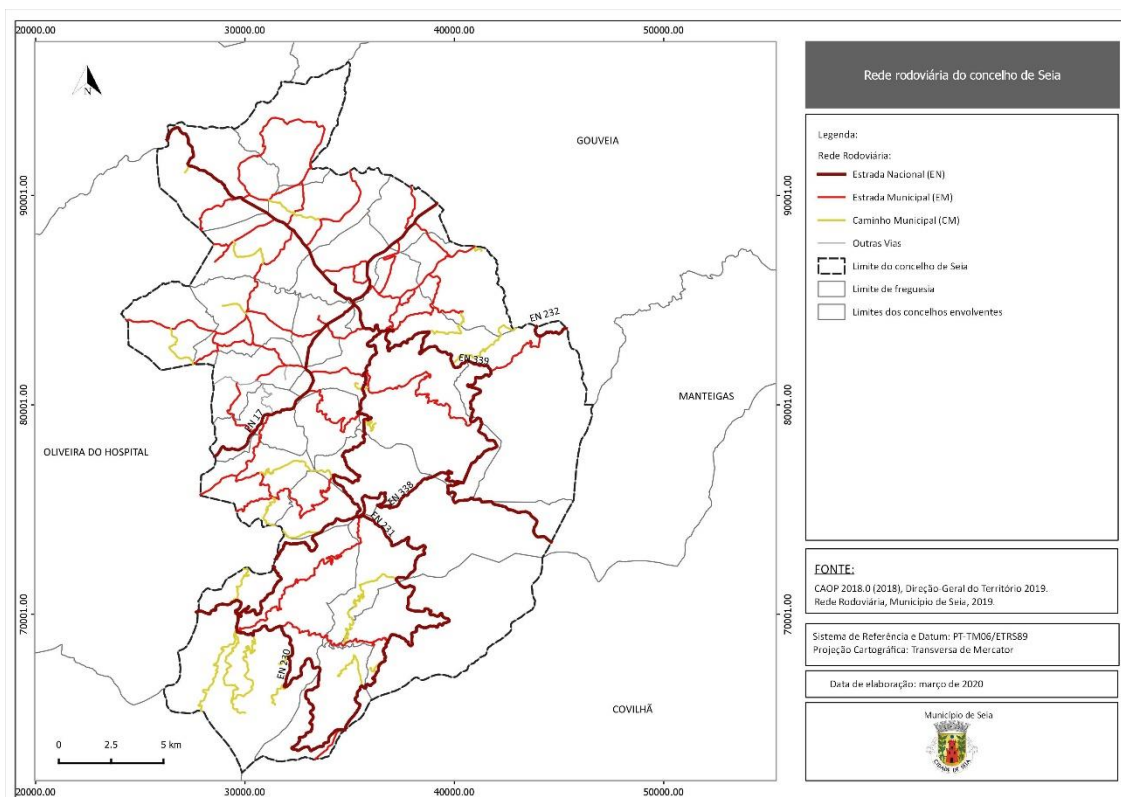 20000.00
30000.00
40000.00
50000.00
90001.00
80001.00
70001.00
90001.00
80001.00
70001.00
N
GOUVEIA
MANTEIGAS
OLIVEIRA DO HOSPITAL
COVILHÃ
EN 232
EN 339
EN 17
EN 338
EN 231
EN 230
0
2.5
5 km
20000.00
30000.00
40000.00
50000.00
Rede rodoviária do concelho de Seia
Legenda:
Rede Rodoviária:
Estrada Nacional (EN)
Estrada Municipal (EM)
Caminho Municipal (CM)
Outras Vias
Limite do concelho de Seia
Limite de freguesia
Limites dos concelhos envolventes
FONTE:
CAOP 2018.0 (2018), Direção-Geral do Território 2019.
Rede Rodoviária, Município de Seia, 2019.
Sistema de Referência e Datum: PT-TM06/ETRS89
Projeção Cartográfica: Transversa de Mercator
Data de elaboração: março de 2020
Município de Seia
CIDADE DE SEIA